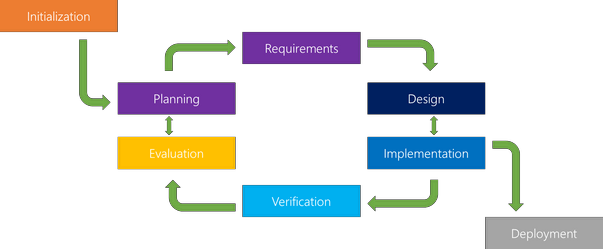 Initialization
Requirements
Planning
Design
Evaluation
Implementation
Verification
Deployment